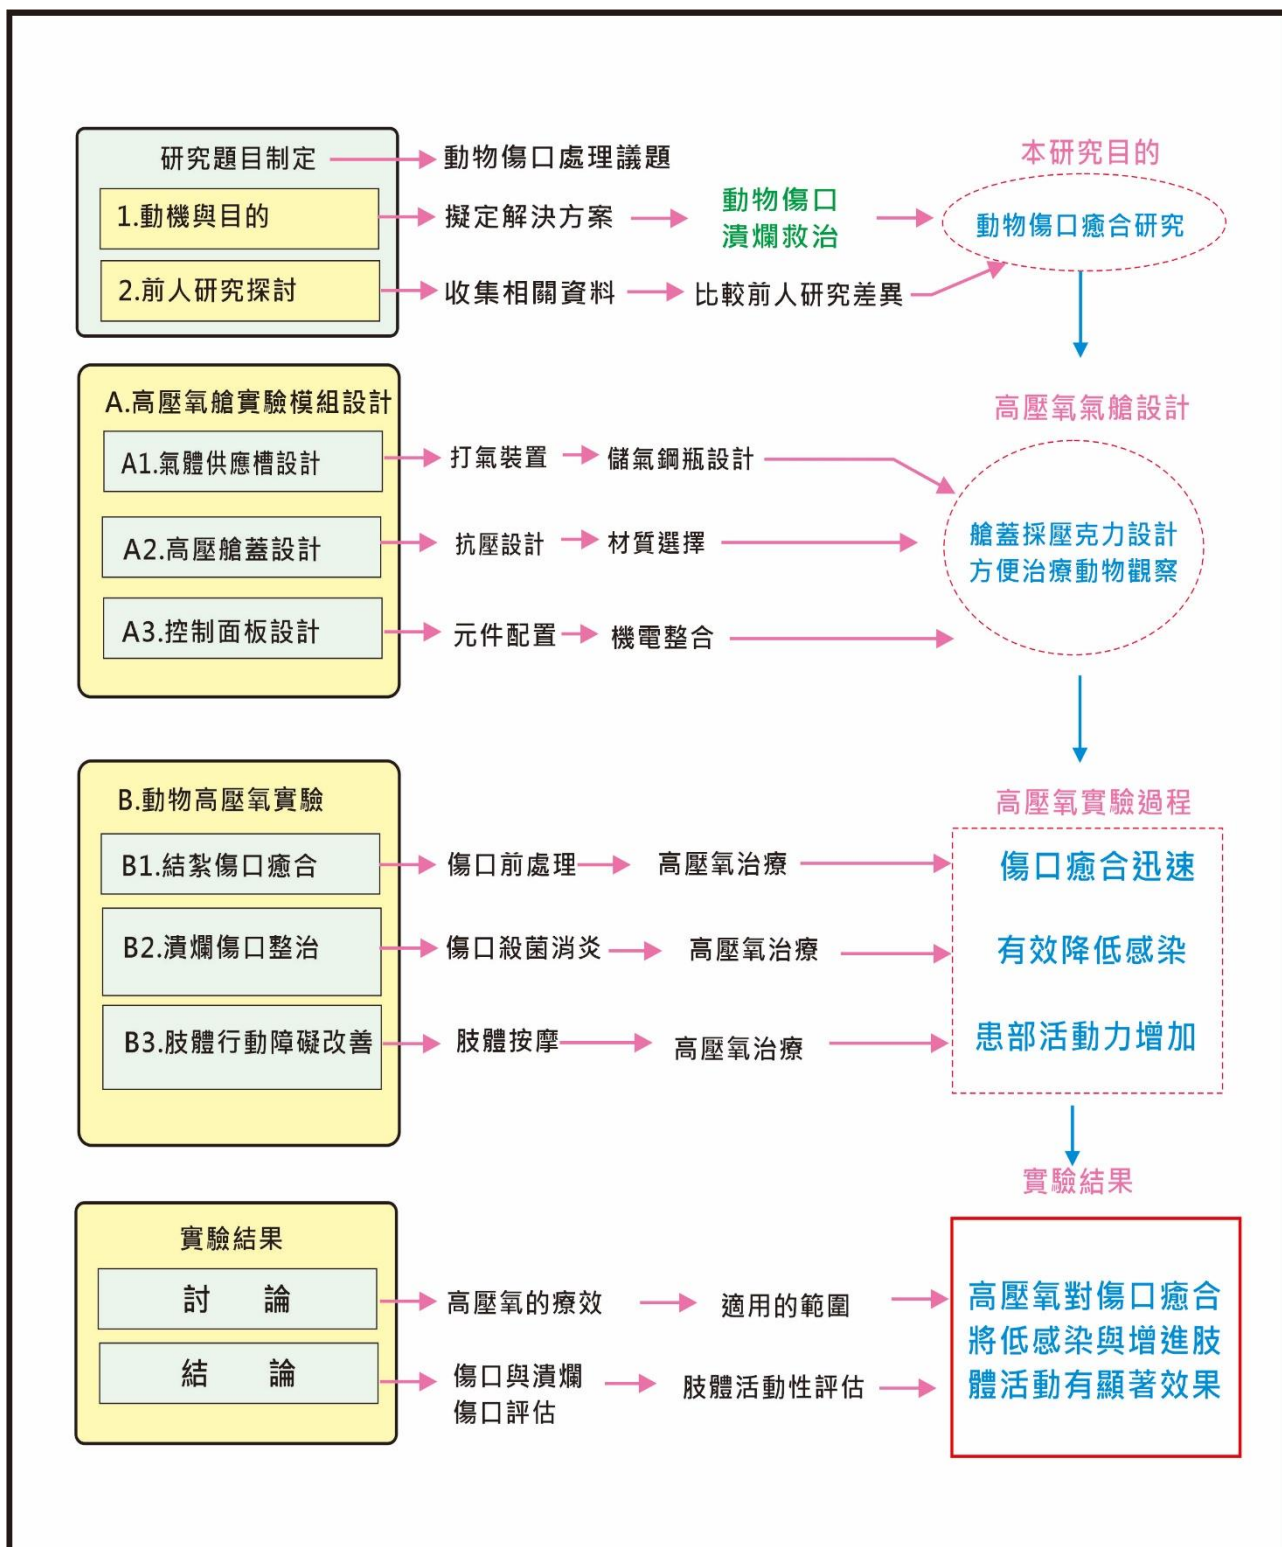 研究題目制定
動物傷口處理議題
本研究目的
1.動機與目的
擬定解決方案
動物傷口
潰爛救治
動物傷口癒合研究
2.前人研究探討
收集相關資料
比較前人研究差異
A.高壓氧艙實驗模組設計
高壓氧氣艙設計
A1.氣體供應槽設計
打氣裝置
儲氣鋼瓶設計
A2.高壓艙蓋設計
抗壓設計
材質選擇
艙蓋採壓克力設計
方便治療動物觀察
A3.控制面板設計
元件配置
機電整合
B.動物高壓氧實驗
高壓氧實驗過程
B1.結紮傷口癒合
傷口前處理
高壓氧治療
傷口癒合迅速
B2.潰爛傷口整治
傷口殺菌消炎
高壓氧治療
有效降低感染
B3.肢體行動障礙改善
肢體按摩
高壓氧治療
患部活動力增加
實驗結果
實驗結果
討 論
高壓氧的療效
適用的範圍
結 論
傷口與潰爛
傷口評估
肢體活動性評估
高壓氧對傷口癒合
將低感染與增進肢
體活動有顯著效果